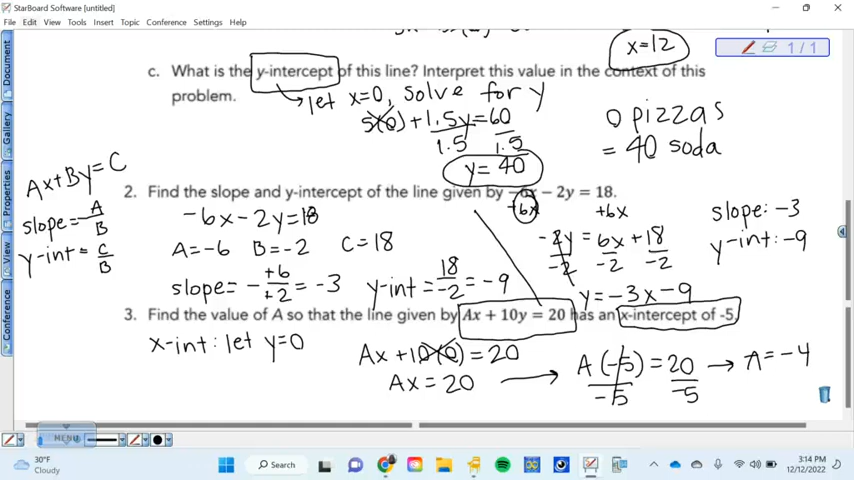 StarBoard Software [untitled]
File Edit View Tools Topic Conference Settings Help
1 / 1
Document
Gallery
Properties
View
Conference
x=12
c. What is the y-intercept of this line? Interpret this value in the context of this
problem.
let x=0, solve for y
5(0) + 1.5y = 60
1.5 1.5
y = 40
0 pizzas
= 40 soda
Ax+By=C
slope=-A/B
y-int = C/B
2. Find the slope and y-intercept of the line given by -6x - 2y = 18.
-6x-2y=18
A=-6 B=-2 C=18
slope= - +6/+2 = -3
y-int = 18/-2 = -9
+6x +6x
-2y = 6x + 18
-2 -2 -2
y= -3x -9
slope: -3
y-int: -9
3. Find the value of A so that the line given by Ax + 10y = 20 has an x-intercept of -5.
x-int: let y=0
Ax + 10(0) = 20
Ax = 20 → A(-5) = 20 → A = -4
-5 -5
MENU
30°F
Cloudy
Search
3:14 PM
12/12/2022